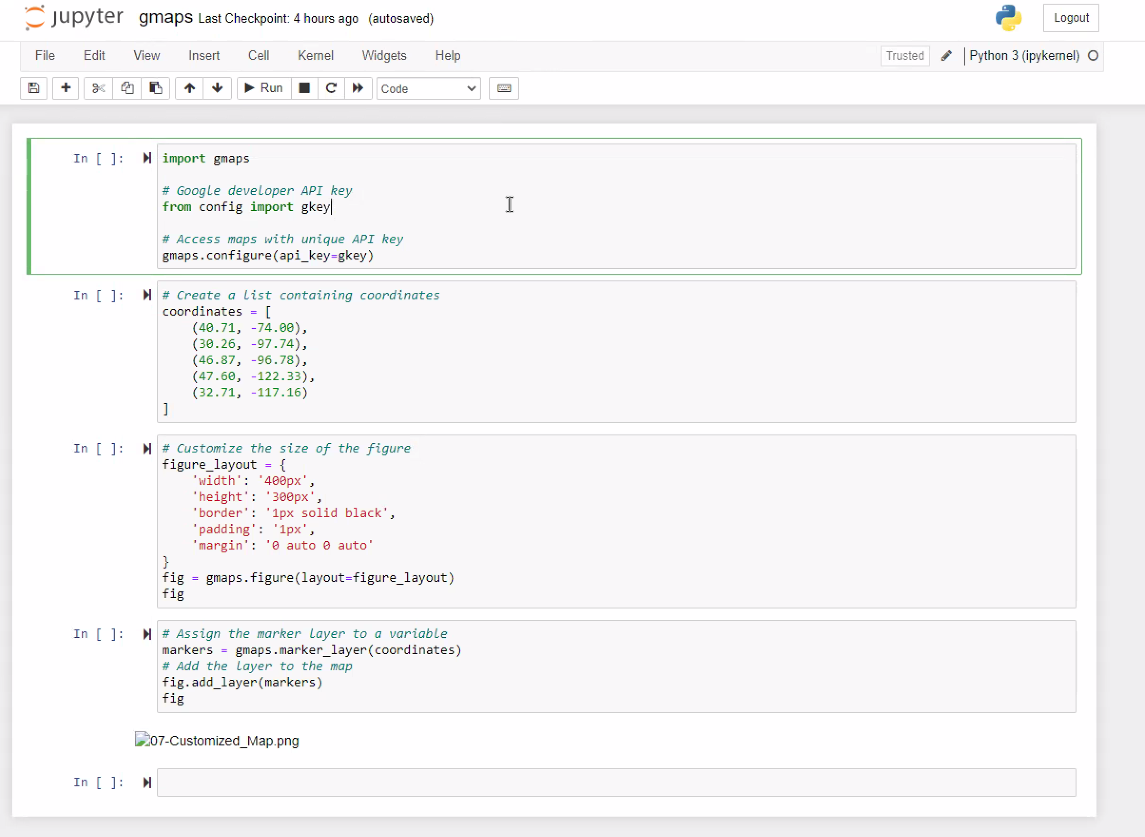 jupyter gmaps Last Checkpoint: 4 hours ago (autosaved) Logout
File Edit View Insert Cell Kernel Widgets Help Trusted Python 3 (ipykernel)
Run Code
In [ ]: import gmaps
# Google developer API key
from config import gkey
# Access maps with unique API key
gmaps.configure(api_key=gkey)
In [ ]: # Create a list containing coordinates
coordinates = [
(40.71, -74.00),
(30.26, -97.74),
(46.87, -96.78),
(47.60, -122.33),
(32.71, -117.16)
]
In [ ]: # Customize the size of the figure
figure_layout = {
'width': '400px',
'height': '300px',
'border': '1px solid black',
'padding': '1px',
'margin': '0 auto 0 auto'
}
fig = gmaps.figure(layout=figure_layout)
fig
In [ ]: # Assign the marker layer to a variable
markers = gmaps.marker_layer(coordinates)
# Add the layer to the map
fig.add_layer(markers)
fig
07-Customized_Map.png
In [ ]: